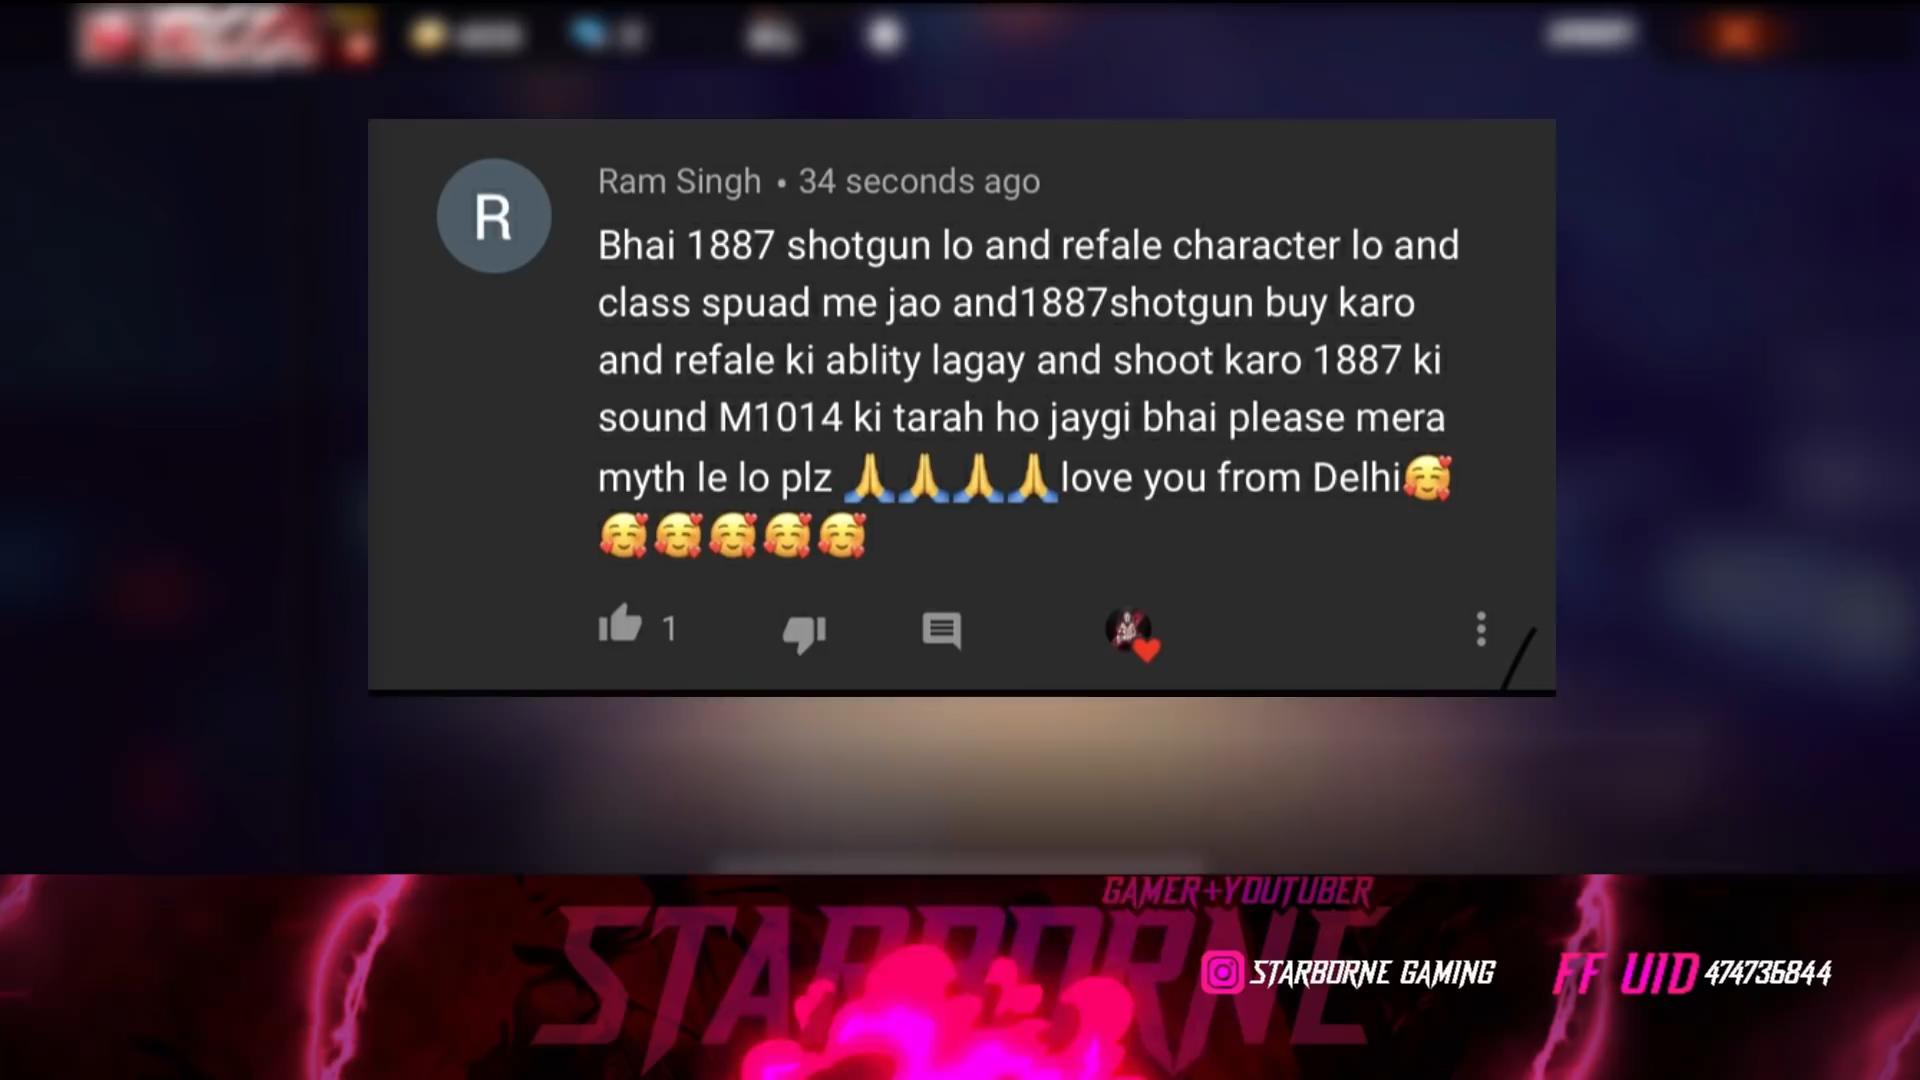 R
Ram Singh • 34 seconds ago
Bhai 1887 shotgun lo and refale character lo and
class spuad me jao and1887shotgun buy karo
and refale ki ablity lagay and shoot karo 1887 ki
sound M1014 ki tarah ho jaygi bhai please mera
myth le lo plz 🙏🙏🙏🙏love you from Delhi🥰
🥰🥰🥰🥰🥰
1
GAMER+YOUTUBER
STARBORNE
STARBORNE GAMING
FF UID 474736844